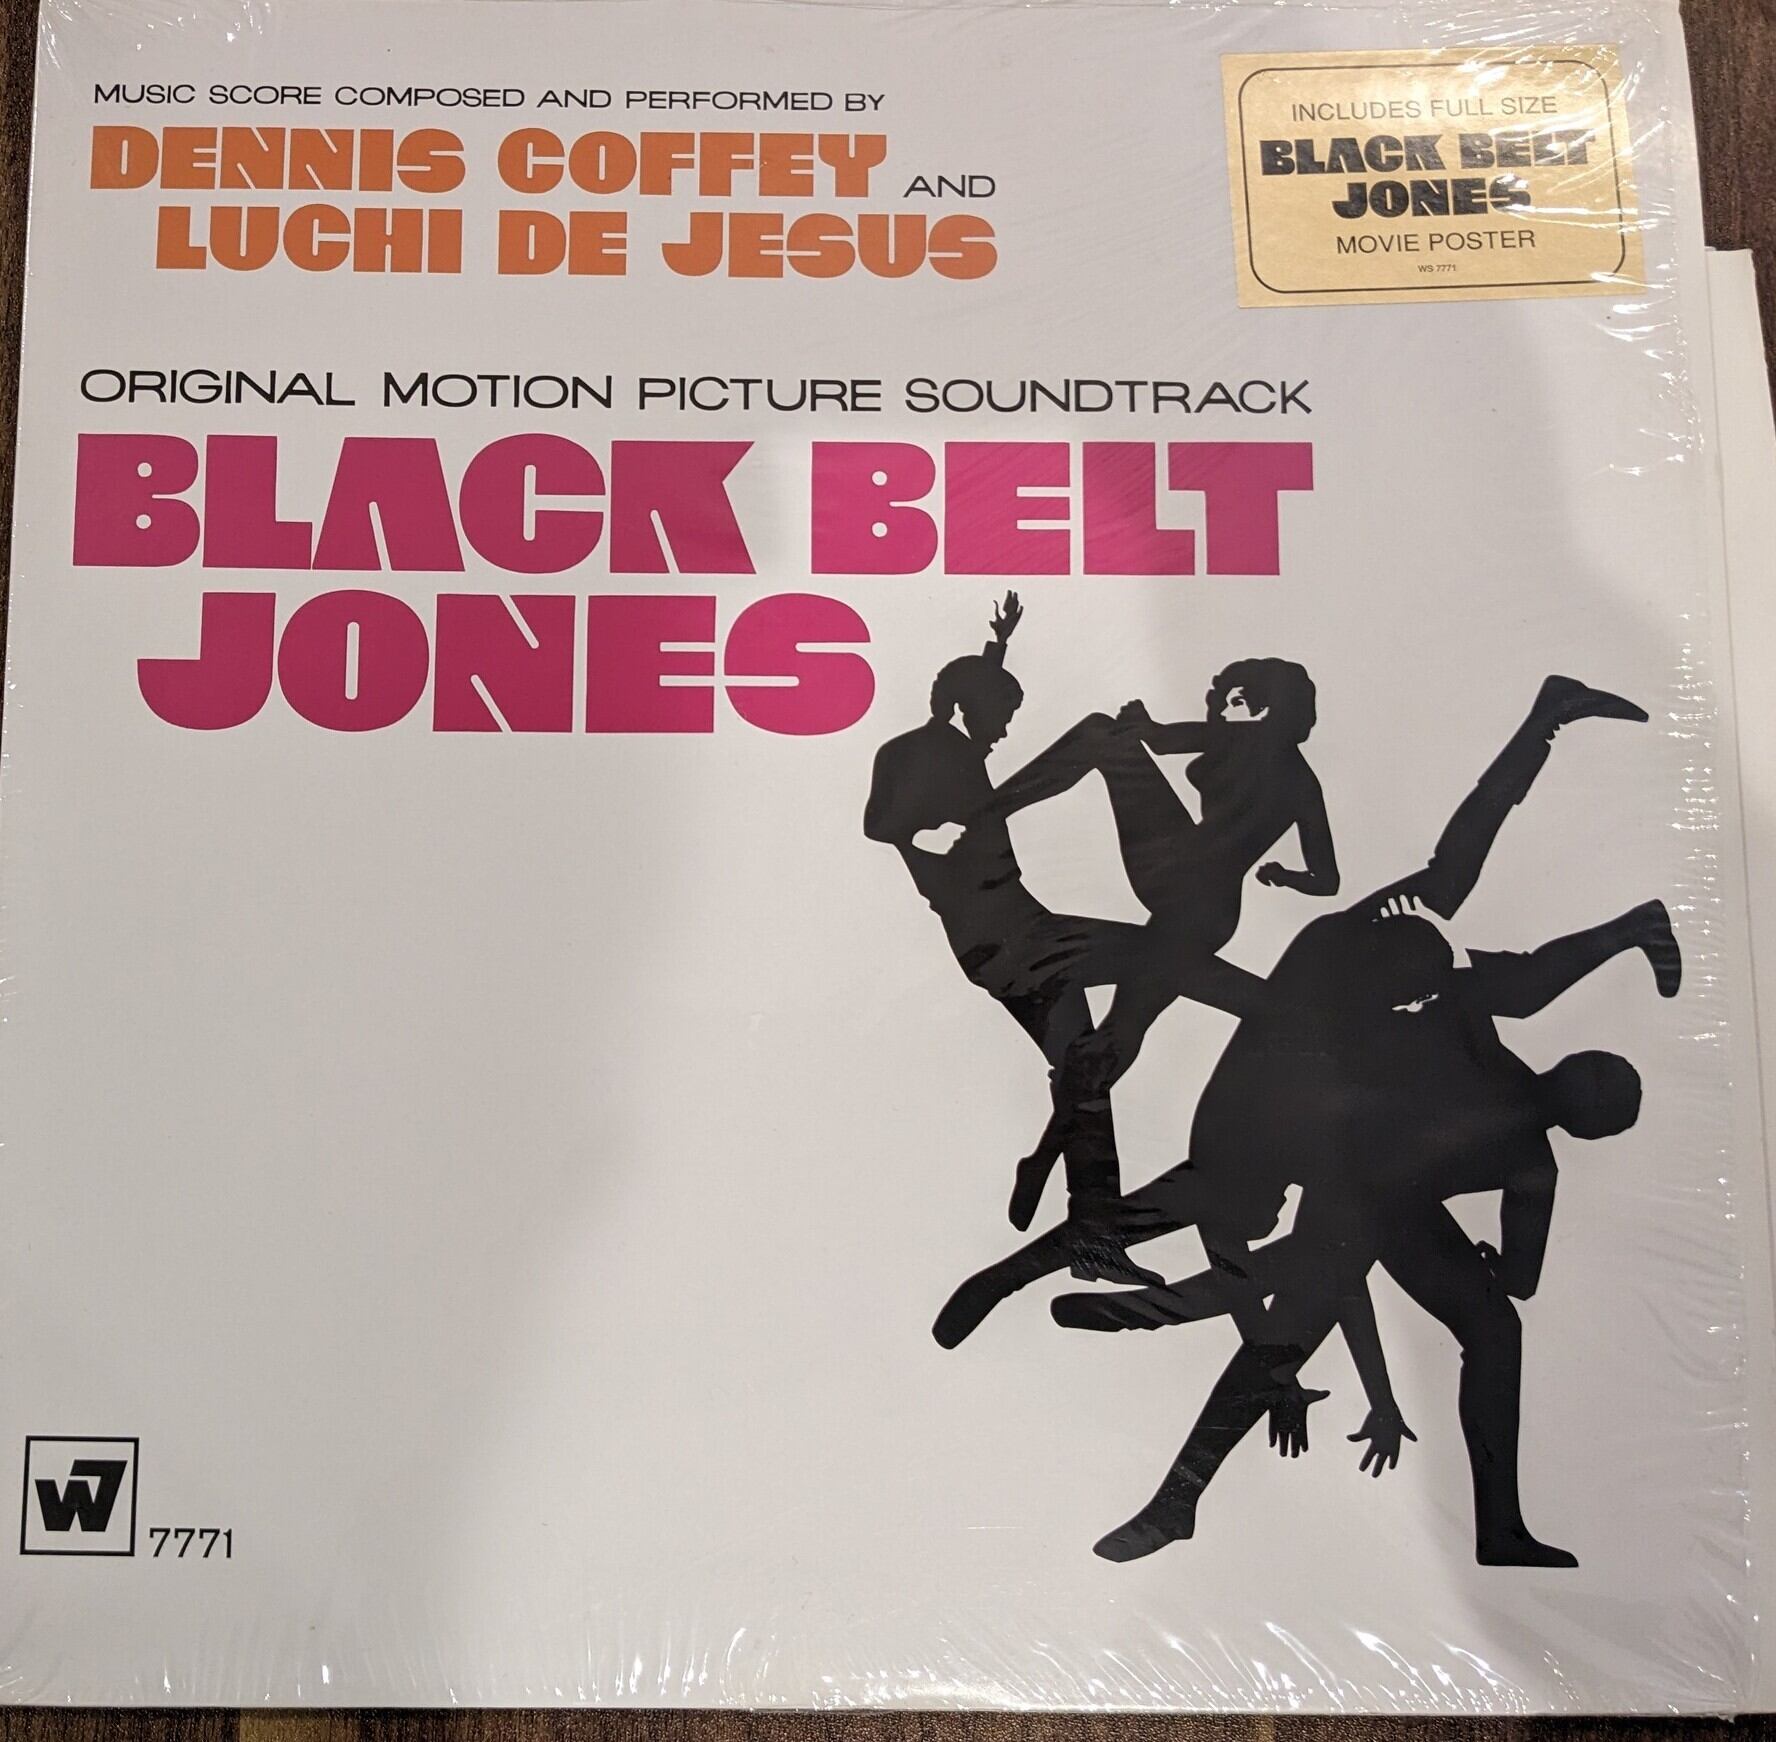 MUSIC SCORE COMPOSED AND PERFORMED BY
DENNIS COFFEY AND
LUCHI DE JESUS
INCLUDES FULL SIZE
BLACK BELT
JONES
MOVIE POSTER
WS 7771
ORIGINAL MOTION PICTURE SOUNDTRACK
BLACK BELT
JONES
W7 7771